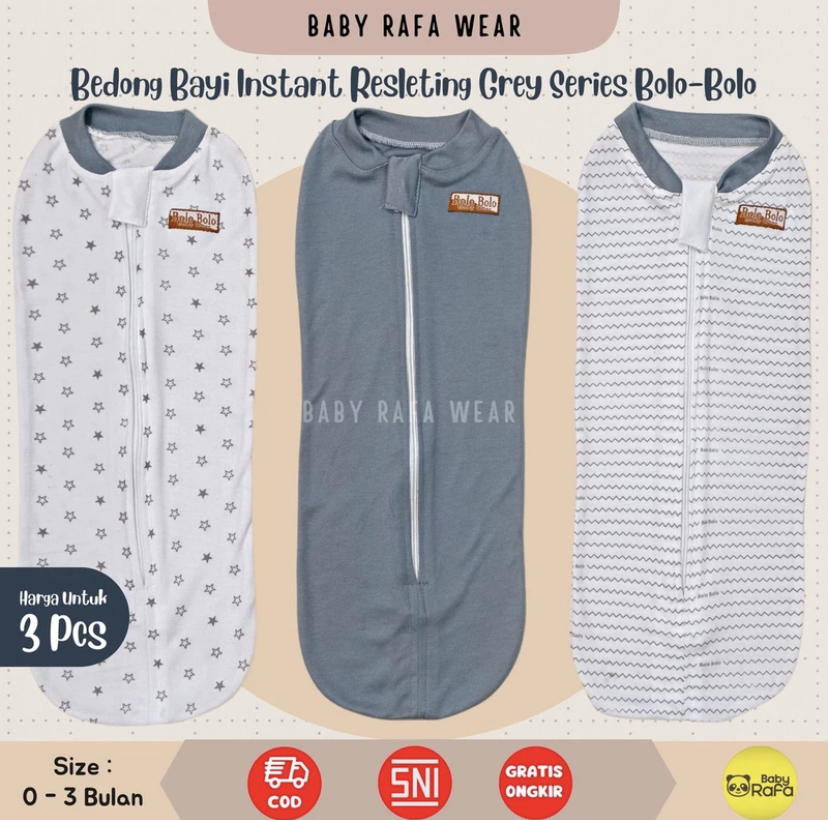 BABY RAFA WEAR
Bedong Bayi Instant Resleting Grey Series Bolo-Bolo
Bolo Bolo
Bolo Bolo
Bolo Bolo
BABY RAFA WEAR
Harga Untuk
3 Pcs
Size :
0 - 3 Bulan
COD
SNI
GRATIS
ONGKIR
Baby
RaFa